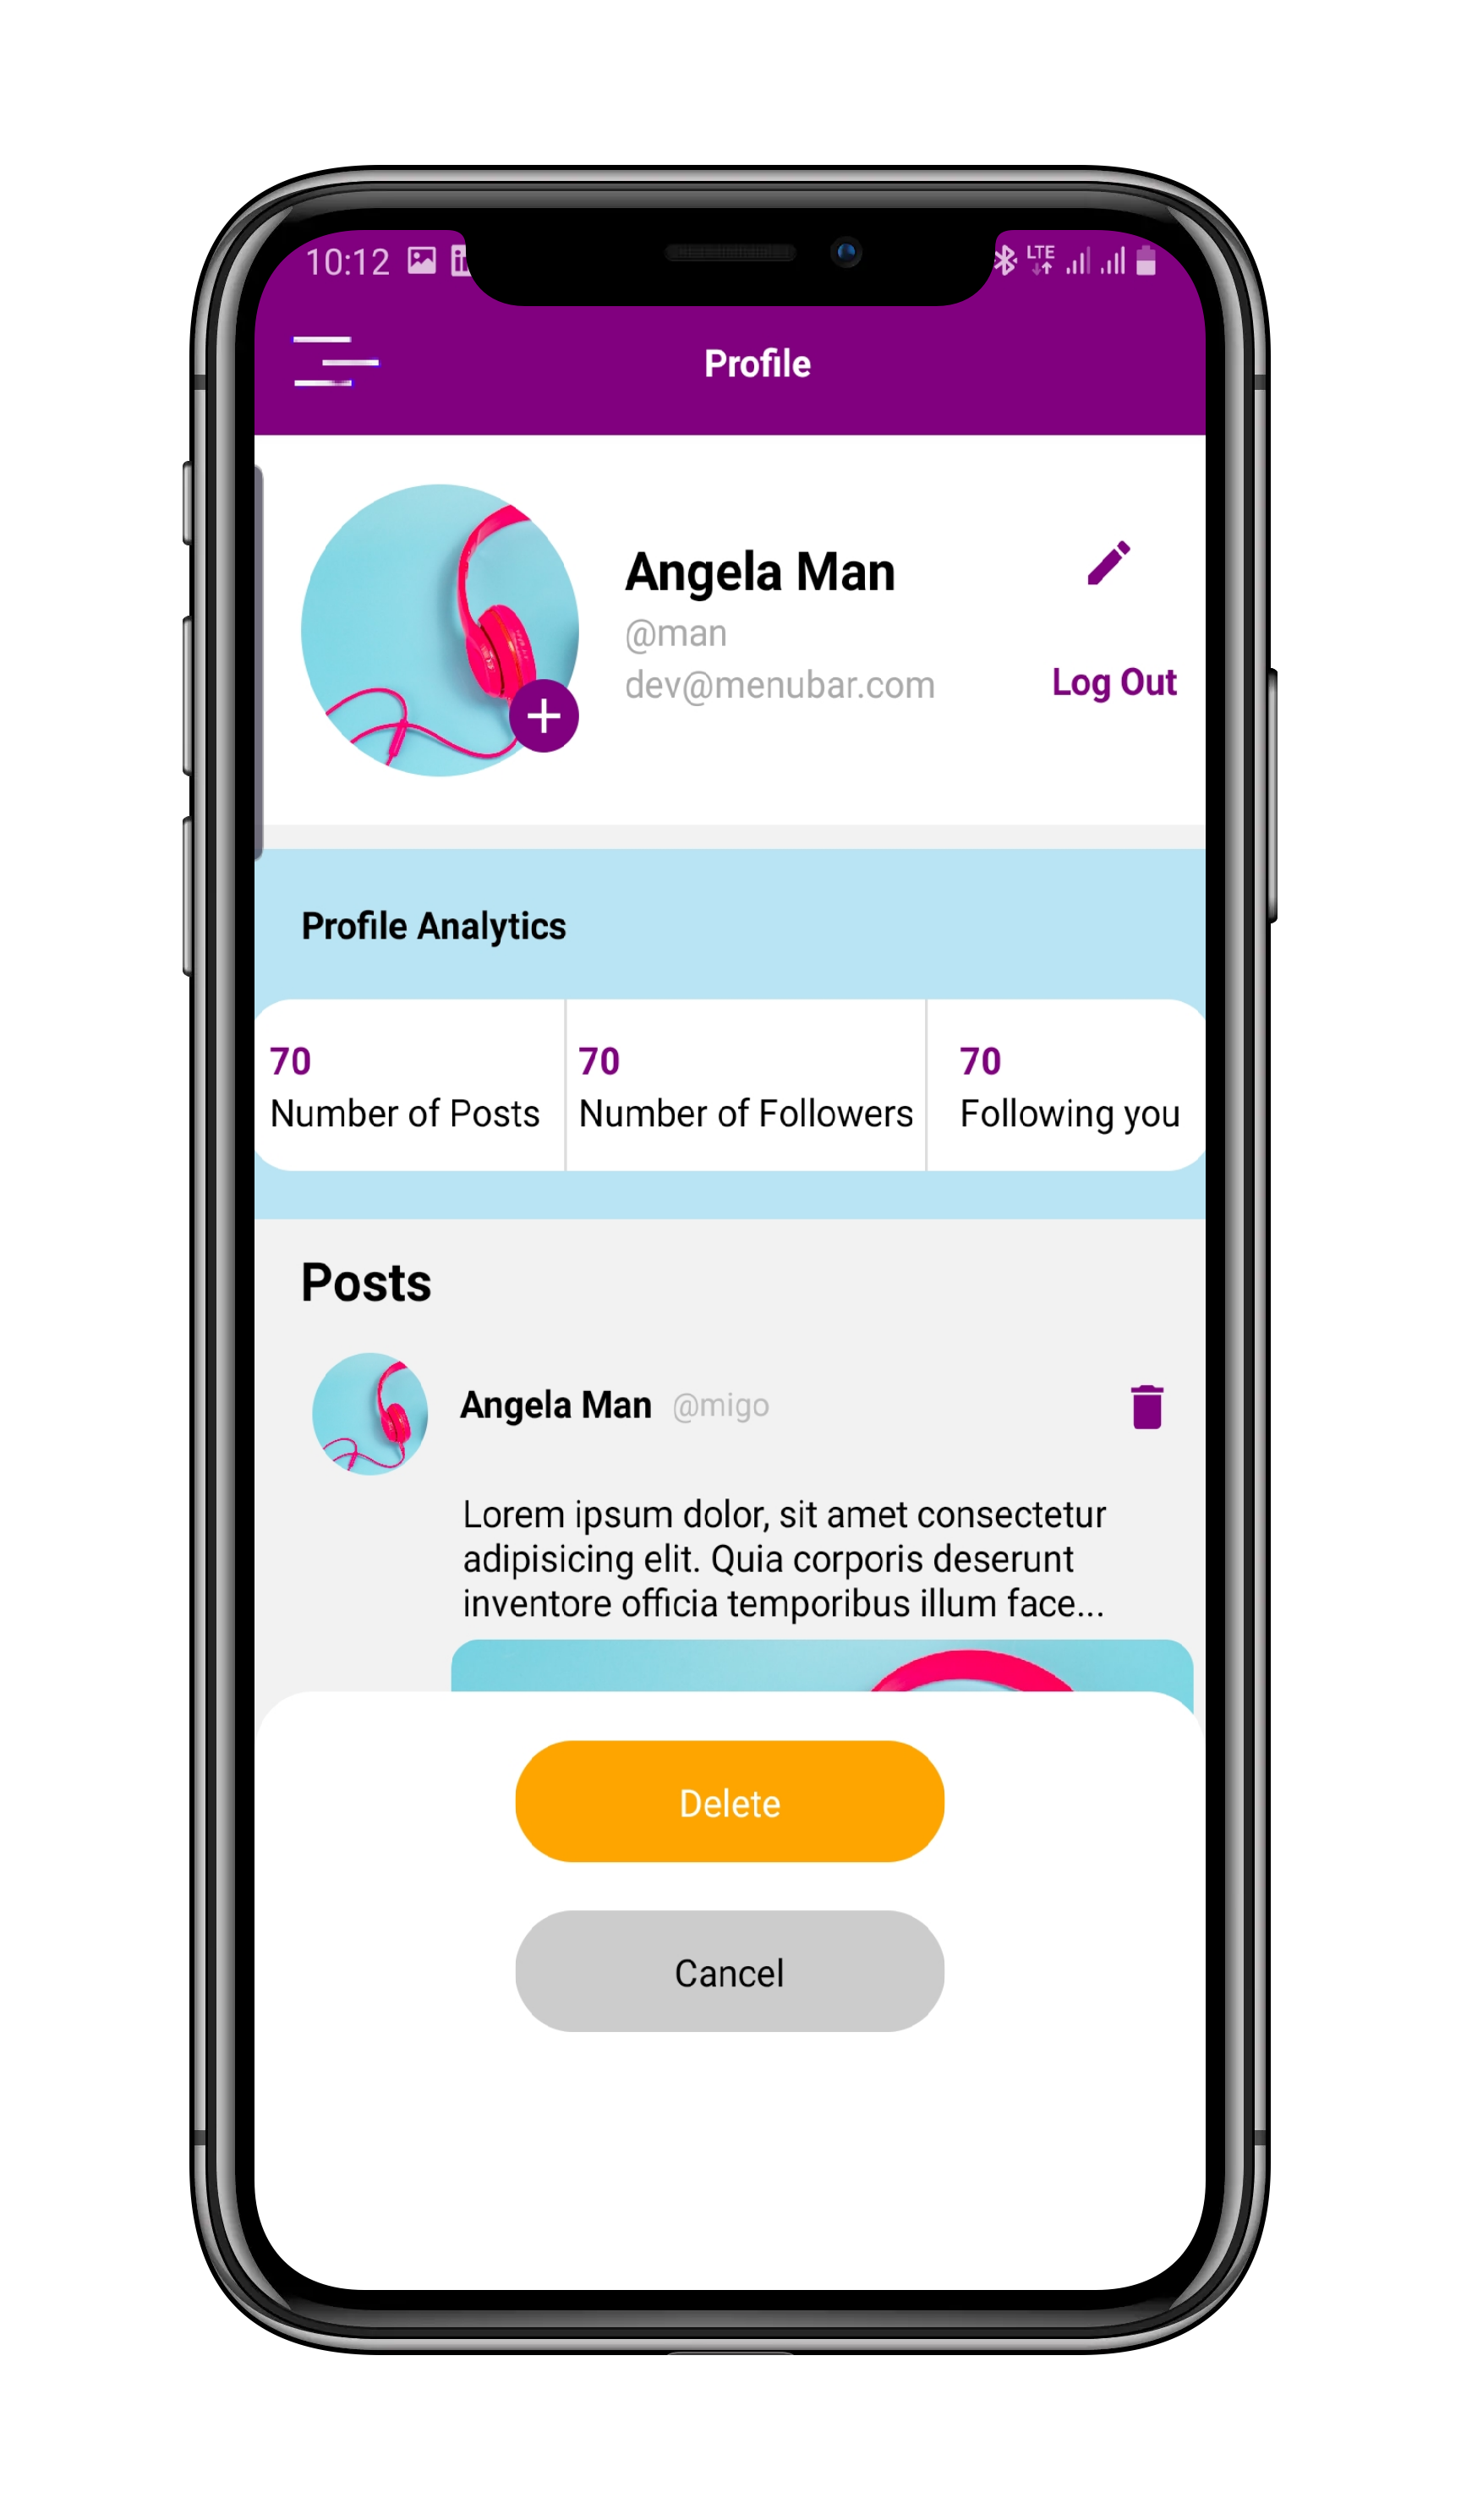 10:12 LTE
Profile
Angela Man
@man
dev@menubar.com
Log Out
Profile Analytics
70
Number of Posts
70
Number of Followers
70
Following you
Posts
Angela Man @migo
Lorem ipsum dolor, sit amet consectetur
adipisicing elit. Quia corporis deserunt
inventore officia temporibus illum face...
Delete
Cancel